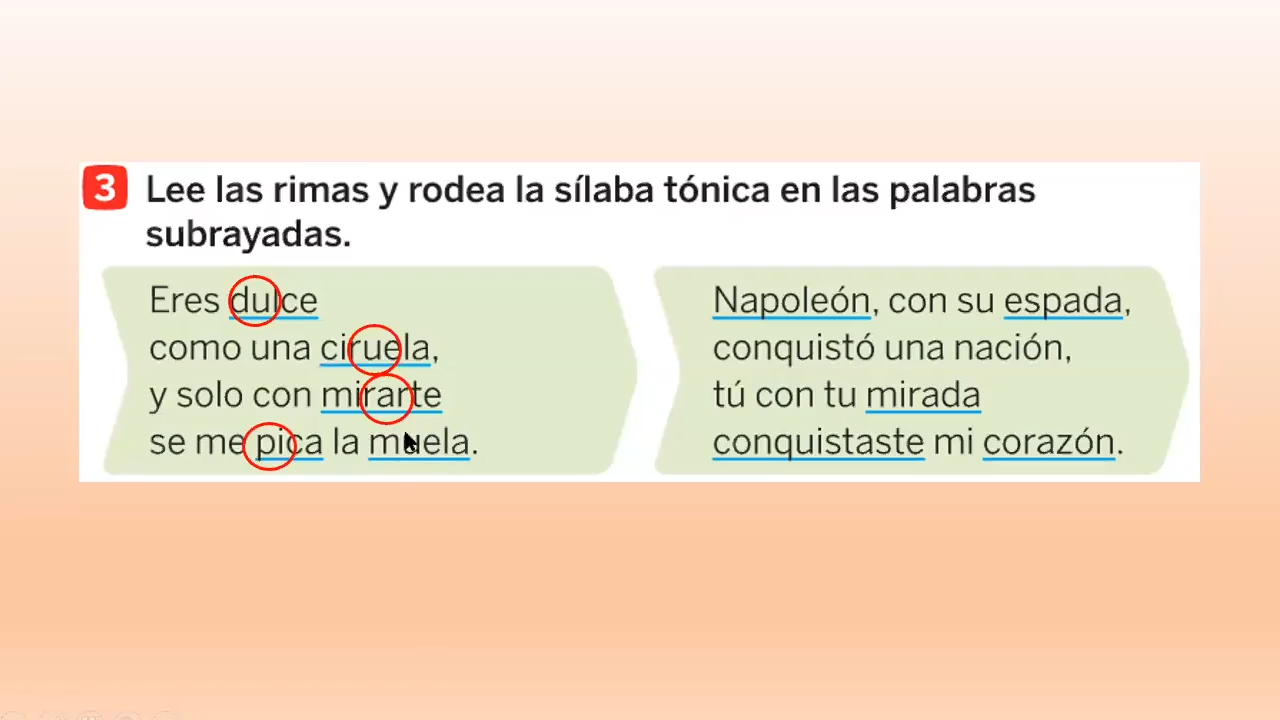 3 Lee las rimas y rodea la sílaba tónica en las palabras
subrayadas.
Eres dulce
como una ciruela,
y solo con mirarte
se me pica la muela.
Napoleón, con su espada,
conquistó una nación,
tú con tu mirada
conquistaste mi corazón.